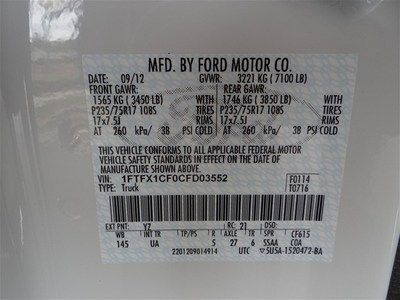 MFD. BY FORD MOTOR CO.
DATE: 09/12 GVWR: 3221 KG (7100 LB)
FRONT GAWR: REAR GAWR:
1565 KG (3450 LB) WITH 1746 KG (3850 LB) WITH
P235/75R17 108S TIRES P235/75R17 108S TIRES
17x7.5J RIMS 17x7.5J RIMS
AT 260 kPa/ 38 PSI COLD AT 260 kPa/ 38 PSI COLD
THIS VEHICLE CONFORMS TO ALL APPLICABLE FEDERAL MOTOR
VEHICLE SAFETY STANDARDS IN EFFECT ON THE DATE OF
MANUFACTURE SHOWN ABOVE.
VIN: 1FTFX1CF0CFD03552 F0114
TYPE: Truck T0716
EXT PNT: YZ RC: 21 DSO:
WB INT TR TP/PS R AXLE TR SPR CF615
145 UA 5 27 6 SSAA COA
2201209014914 UTC 5U5A-1520472-BA